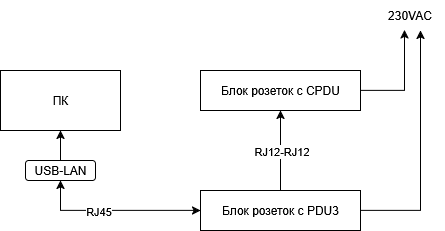 230VAC
ПК
Блок розеток с CPDU
RJ12-RJ12
USB-LAN
RJ45
Блок розеток с PDU3